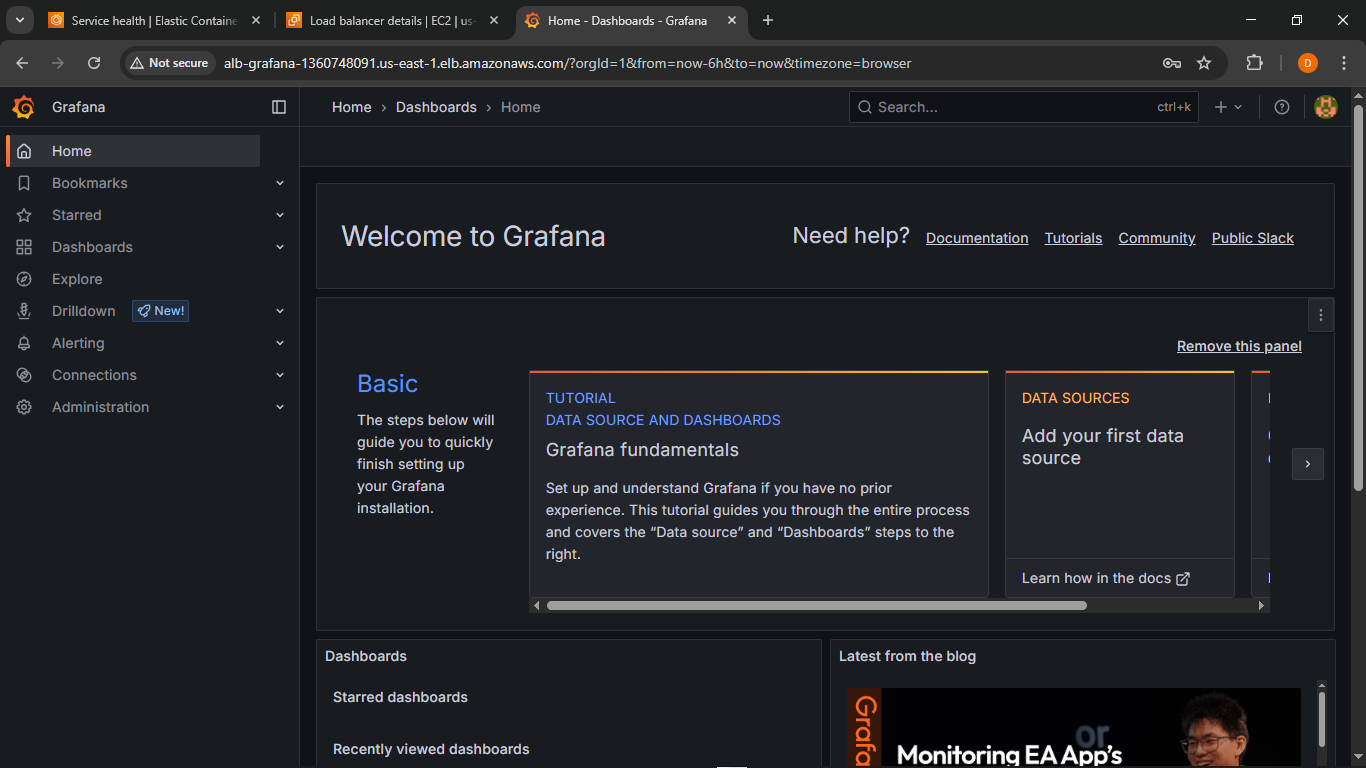 Service health | Elastic Containe
Load balancer details | EC2 | us-
Home - Dashboards - Grafana
Not secure
alb-grafana-1360748091.us-east-1.elb.amazonaws.com/?orgId=1&from=now-6h&to=now&timezone=browser
D
Grafana
Home › Dashboards › Home
Search...
ctrl+k
Home
Bookmarks
Starred
Dashboards
Explore
Drilldown
New!
Alerting
Connections
Administration
Welcome to Grafana
Need help?
Documentation
Tutorials
Community
Public Slack
Remove this panel
Basic
The steps below will
guide you to quickly
finish setting up
your Grafana
installation.
TUTORIAL
DATA SOURCE AND DASHBOARDS
Grafana fundamentals
Set up and understand Grafana if you have no prior
experience. This tutorial guides you through the entire process
and covers the “Data source” and “Dashboards” steps to the
right.
DATA SOURCES
Add your first data
source
Learn how in the docs
Dashboards
Starred dashboards
Recently viewed dashboards
Latest from the blog
Grafa
or
Monitoring EA App’s